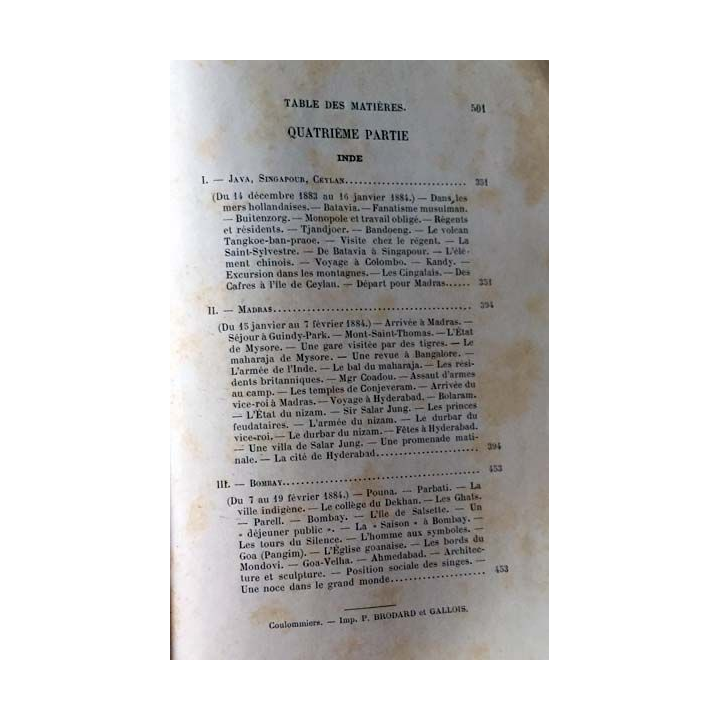 TABLE DES MATIÈRES. 501
QUATRIÈME PARTIE
INDE
I. — JAVA, SINGAPOUR, CEYLAN........................ 351
(Du 14 décembre 1883 au 16 janvier 1884.) — Dans les
mers hollandaises. — Batavia. — Fanatisme musulman.
— Buitenzorg. — Monopole et travail obligé. — Régents
et résidents. — Tjandjoer. — Bandoeng. — Le volcan
Tangkoe-ban-praoe. — Visite chez le régent. — La
Saint-Sylvestre. — De Batavia à Singapour. — L'élé-
ment chinois. — Voyage à Colombo. — Kandy. —
Excursion dans les montagnes. — Les Cingalais. — Des
Cafres à l'île de Ceylan. — Départ pour Madras...... 351
II. — MADRAS........................................ 394
(Du 15 janvier au 7 février 1884.) — Arrivée à Madras. —
Séjour à Guindy-Park. — Mont-Saint-Thomas. — L'État
de Mysore. — Une gare visitée par des tigres. — Le
maharaja de Mysore. — Une revue à Bangalore. —
L'armée de l'Inde. — Le bal du maharaja. — Les rési-
dents britanniques. — Mgr Coadou. — Assaut d'armes
au camp. — Les temples de Conjeveram. — Arrivée du
vice-roi à Madras. — Voyage à Hyderabad. — Bolaram.
— L'État du nizam. — Sir Salar Jung. — Les princes
feudataires. — L'armée du nizam. — Le durbar du
vice-roi. — Le durbar du nizam. — Fêtes à Hyderabad.
— Une villa de Salar Jung. — Une promenade mati-
nale. — La cité de Hyderabad...................... 394
III. — BOMBAY........................................ 453
(Du 7 au 19 février 1884.) — Pouna. — Parbati. — La
ville indigène. — Le collège du Dekhan. — Les Ghats.
— Parell. — Bombay. — L'île de Salsette. — Un
« déjeuner public ». — La « Saison » à Bombay. —
Les tours du Silence. — L'homme aux symboles. —
Goa (Pangim). — L'Église goanaise. — Les bords du
Mondovi. — Goa-Velha. — Ahmedabad. — Architec-
ture et sculpture. — Position sociale des singes. —
Une noce dans le grand monde...................... 453
Coulommiers. — Imp. P. BRODARD et GALLOIS.